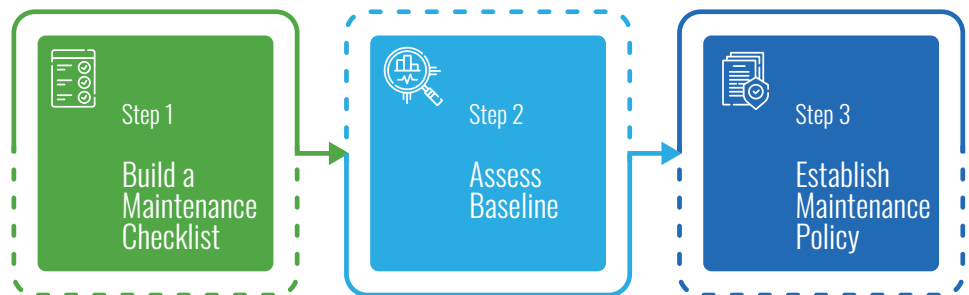 Step 1
Build a
Maintenance
Checklist
Step 2
Assess
Baseline
Step 3
Establish
Maintenance
Policy